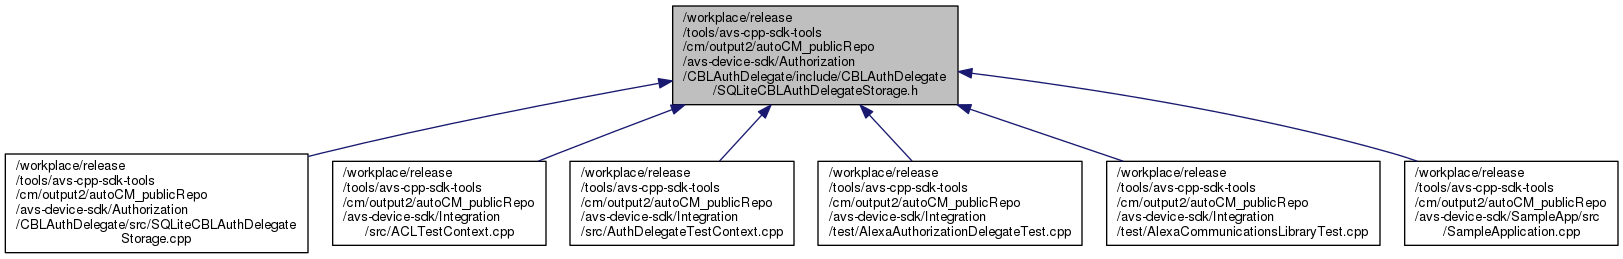 /workplace/release
/tools/avs-cpp-sdk-tools
/cm/output2/autoCM_publicRepo
/avs-device-sdk/Authorization
/CBLAuthDelegate/include/CBLAuthDelegate
/SQLiteCBLAuthDelegateStorage.h
/workplace/release
/tools/avs-cpp-sdk-tools
/cm/output2/autoCM_publicRepo
/avs-device-sdk/Authorization
/CBLAuthDelegate/src/SQLiteCBLAuthDelegate
Storage.cpp
/workplace/release
/tools/avs-cpp-sdk-tools
/cm/output2/autoCM_publicRepo
/avs-device-sdk/Integration
/src/ACLTestContext.cpp
/workplace/release
/tools/avs-cpp-sdk-tools
/cm/output2/autoCM_publicRepo
/avs-device-sdk/Integration
/src/AuthDelegateTestContext.cpp
/workplace/release
/tools/avs-cpp-sdk-tools
/cm/output2/autoCM_publicRepo
/avs-device-sdk/Integration
/test/AlexaAuthorizationDelegateTest.cpp
/workplace/release
/tools/avs-cpp-sdk-tools
/cm/output2/autoCM_publicRepo
/avs-device-sdk/Integration
/test/AlexaCommunicationsLibraryTest.cpp
/workplace/release
/tools/avs-cpp-sdk-tools
/cm/output2/autoCM_publicRepo
/avs-device-sdk/SampleApp/src
/SampleApplication.cpp